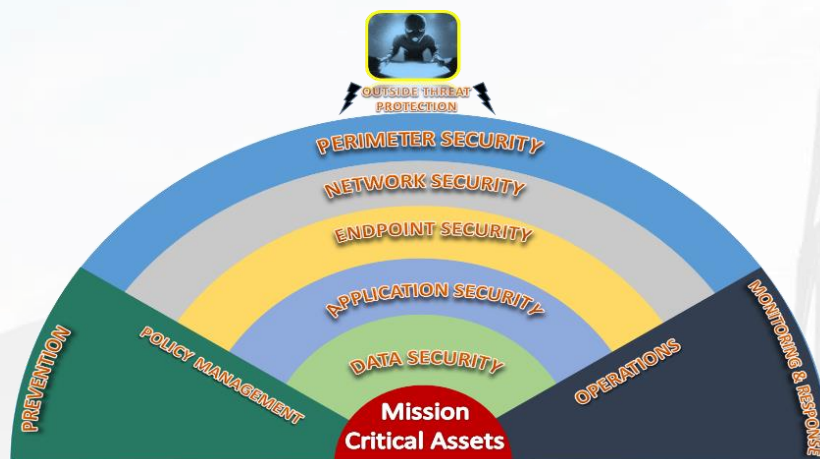 OUTSIDE THREAT
PROTECTION
PERIMETER SECURITY
NETWORK SECURITY
ENDPOINT SECURITY
APPLICATION SECURITY
DATA SECURITY
PREVENTION
POLICY MANAGEMENT
OPERATIONS
MONITORING & RESPONSE
Mission
Critical Assets